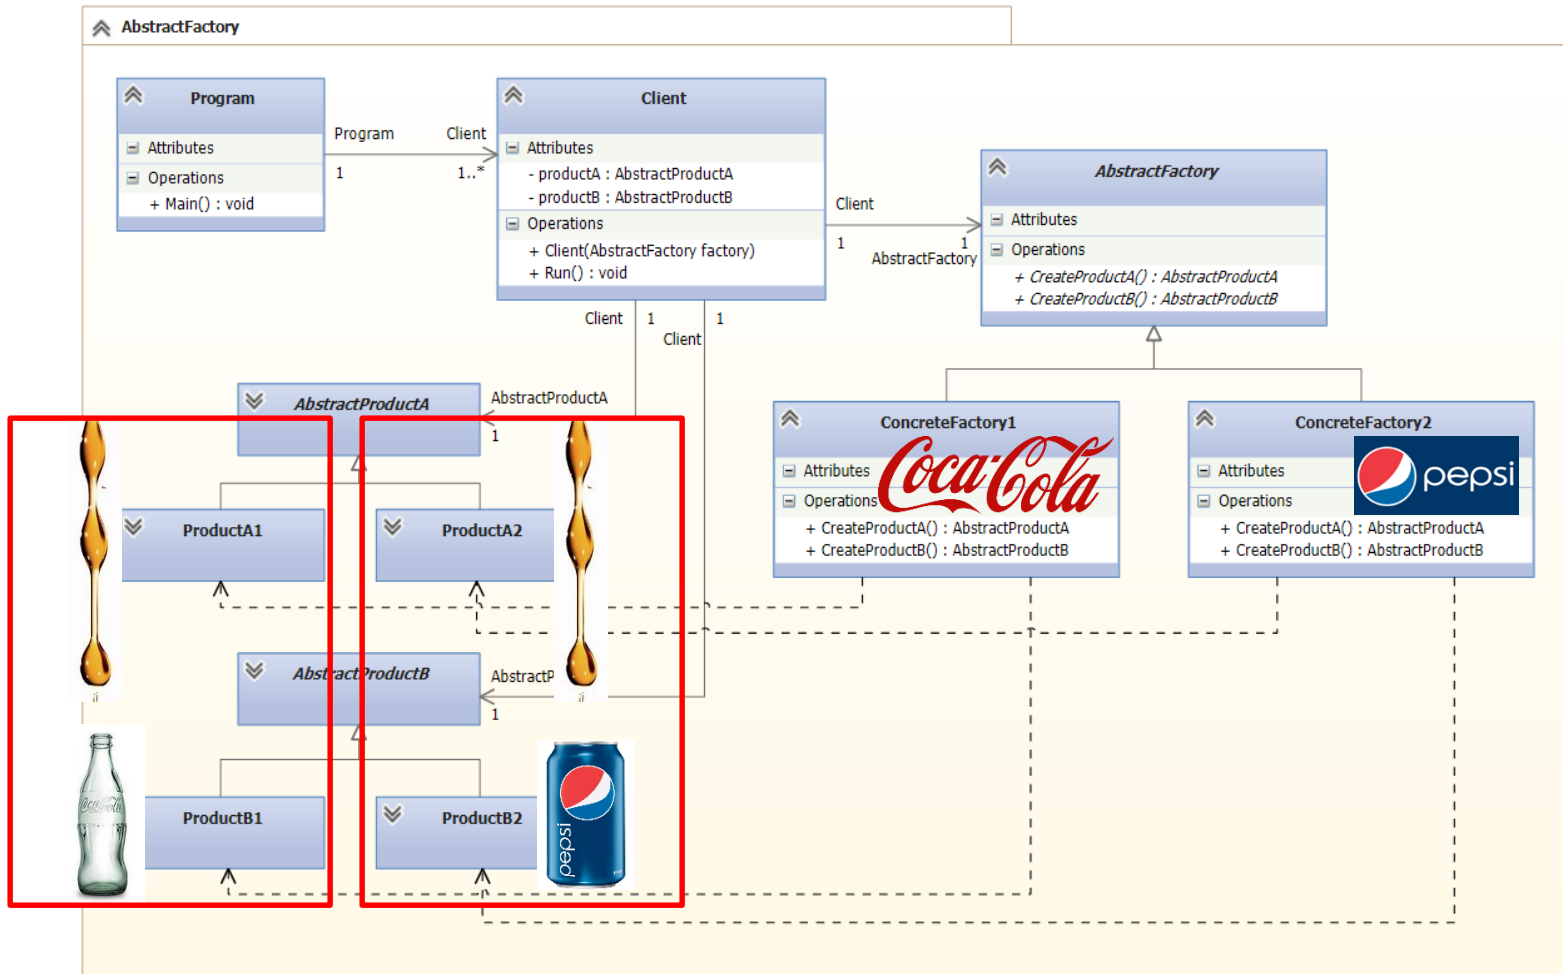 AbstractFactory
Program
Attributes
Operations
+ Main() : void
Program
1
Client
1..*
Client
Attributes
- productA : AbstractProductA
- productB : AbstractProductB
Operations
+ Client(AbstractFactory factory)
+ Run() : void
Client
1
1
AbstractFactory
AbstractFactory
Attributes
Operations
+ CreateProductA() : AbstractProductA
+ CreateProductB() : AbstractProductB
Client
1
1
Client
AbstractProductA
AbstractProductA
1
ConcreteFactory1
Attributes
Operations
+ CreateProductA() : AbstractProductA
+ CreateProductB() : AbstractProductB
Coca-Cola
ConcreteFactory2
Attributes
Operations
+ CreateProductA() : AbstractProductA
+ CreateProductB() : AbstractProductB
pepsi
ProductA1
ProductA2
AbstractProductB
AbstractP
1
Coca-Cola
ProductB1
ProductB2
pepsi